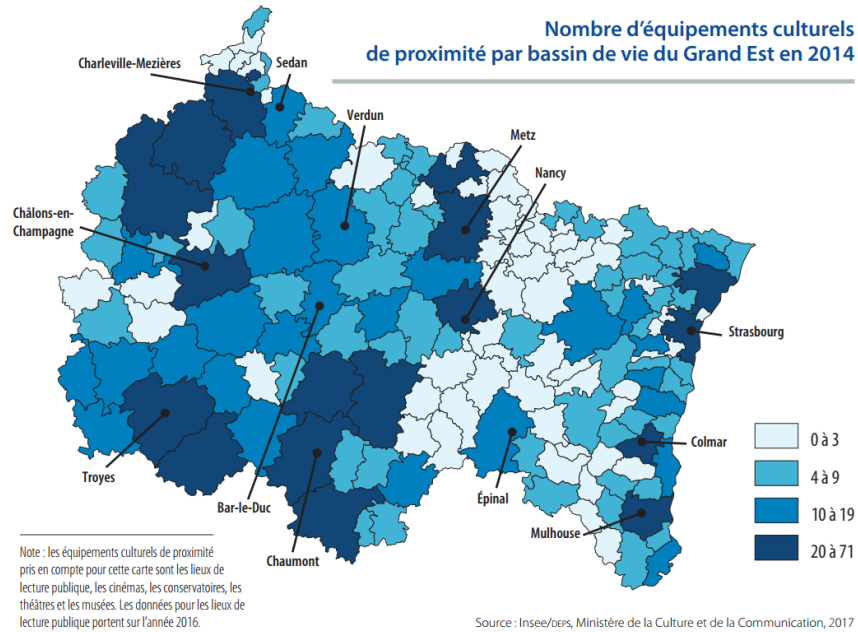 Nombre d'équipements culturels
de proximité par bassin de vie du Grand Est en 2014
Charleville-Mezières
Sedan
Verdun
Metz
Nancy
Châlons-en-
Champagne
Strasbourg
Colmar
Troyes
Bar-le-Duc
Épinal
Mulhouse
Chaumont
0 à 3
4 à 9
10 à 19
20 à 71
Note : les équipements culturels de proximité
pris en compte pour cette carte sont les lieux de
lecture publique, les cinémas, les conservatoires, les
théâtres et les musées. Les données pour les lieux de
lecture publique portent sur l'année 2016.
Source : Insee/DEPS, Ministère de la Culture et de la Communication, 2017